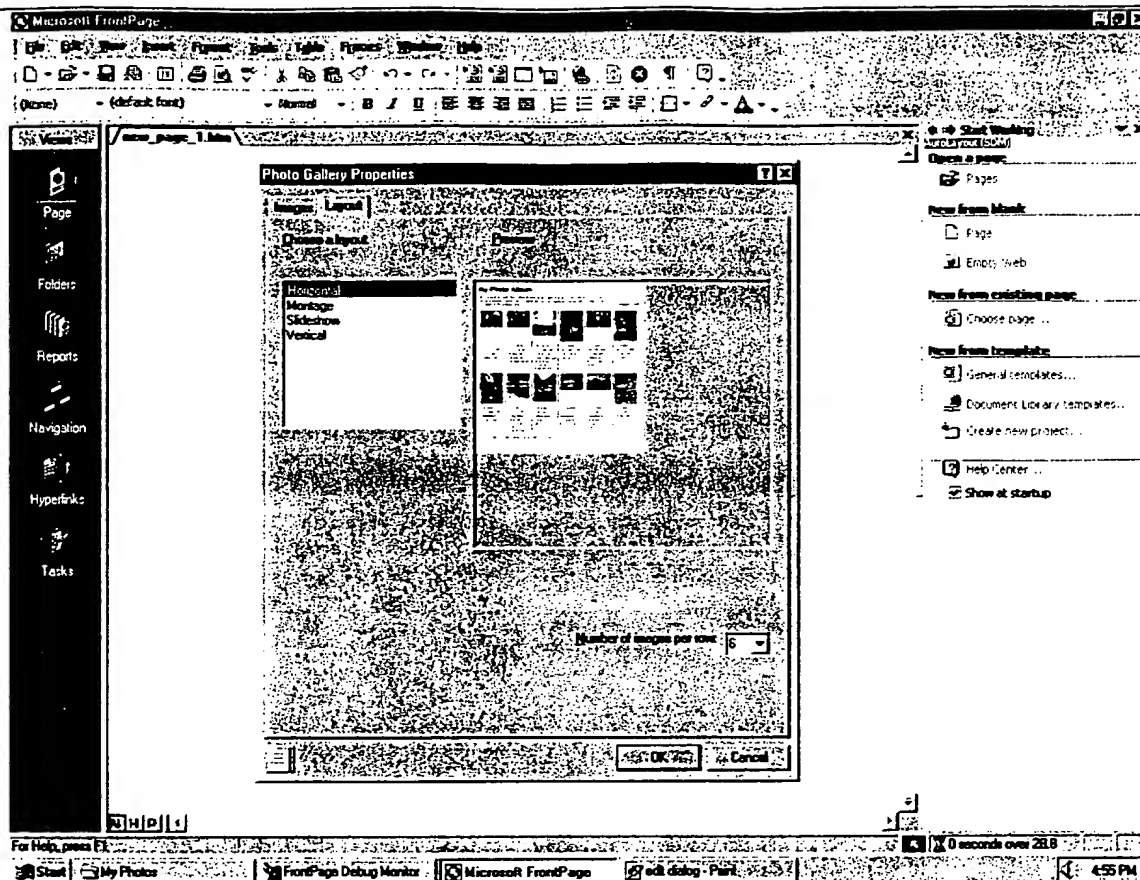 Microsoft FrontPage
File Edit View Insert Format Tools Table Frames Window Help
(None) (default font) Normal B I U A
Views
new_page_1.htm
Start Working
AutoLayout (SDM)
Open a page
Pages
New from blank
Page
Empty Web
New from existing page
Choose page ...
New from template
General templates...
Document Library templates...
Create new project...
Help Center ...
Show at startup
Page
Folders
Reports
Navigation
Hyperlinks
Tasks
Photo Gallery Properties
Images Layout
Choose a layout
Preview
Horizontal
Montage
Slideshow
Vertical
My Photo Album
Number of images per row: 6
OK Cancel
N H P
For Help, press F1
0 seconds over 28.8
Start My Photos FrontPage Debug Monitor Microsoft FrontPage edit dialog - Paint 4:55 PM